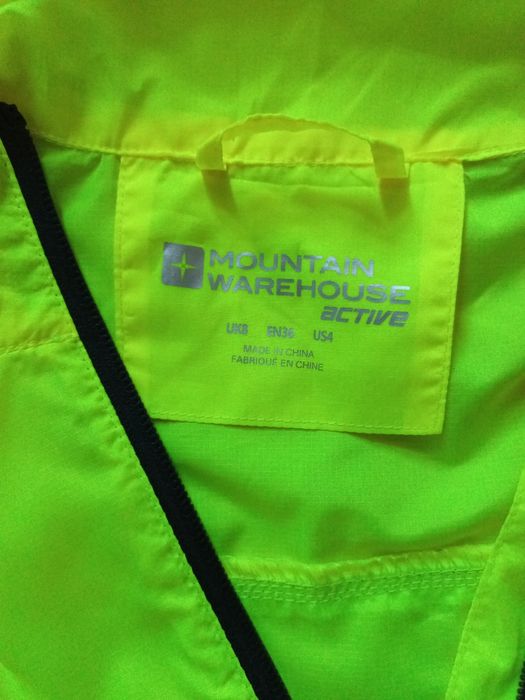 MOUNTAIN
WAREHOUSE
ACTIVE
UK8 EN36 US4
MADE IN CHINA
FABRIQUÉ EN CHINE